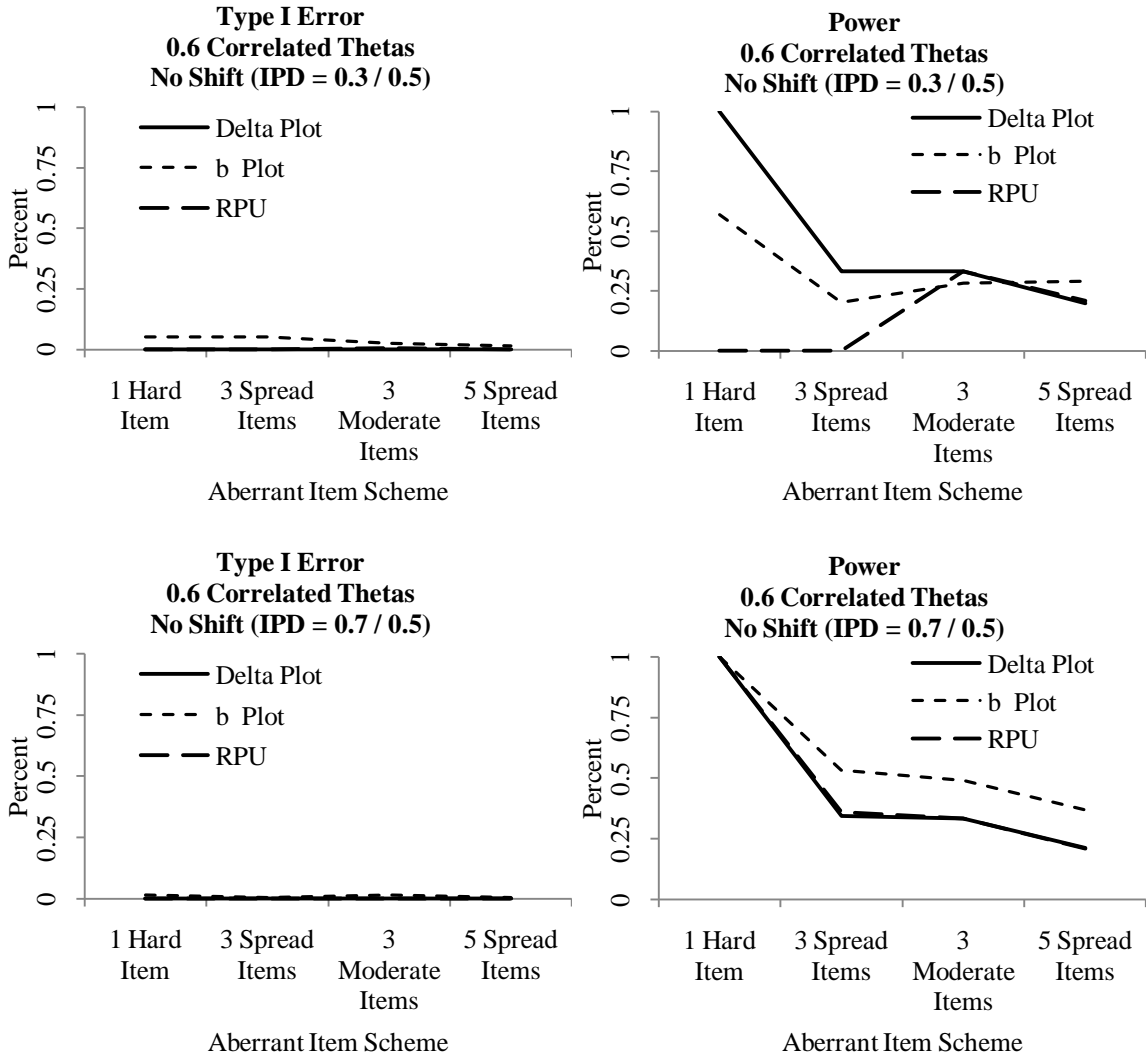 Type I Error
0.6 Correlated Thetas
No Shift (IPD = 0.3 / 0.5)
Percent
1
0.75
0.5
0.25
0
Delta Plot
b Plot
RPU
1 Hard Item
3 Spread Items
3 Moderate Items
5 Spread Items
Aberrant Item Scheme
Power
0.6 Correlated Thetas
No Shift (IPD = 0.3 / 0.5)
Percent
1
0.75
0.5
0.25
0
Delta Plot
b Plot
RPU
1 Hard Item
3 Spread Items
3 Moderate Items
5 Spread Items
Aberrant Item Scheme
Type I Error
0.6 Correlated Thetas
No Shift (IPD = 0.7 / 0.5)
Percent
1
0.75
0.5
0.25
0
Delta Plot
b Plot
RPU
1 Hard Item
3 Spread Items
3 Moderate Items
5 Spread Items
Aberrant Item Scheme
Power
0.6 Correlated Thetas
No Shift (IPD = 0.7 / 0.5)
Percent
1
0.75
0.5
0.25
0
Delta Plot
b Plot
RPU
1 Hard Item
3 Spread Items
3 Moderate Items
5 Spread Items
Aberrant Item Scheme